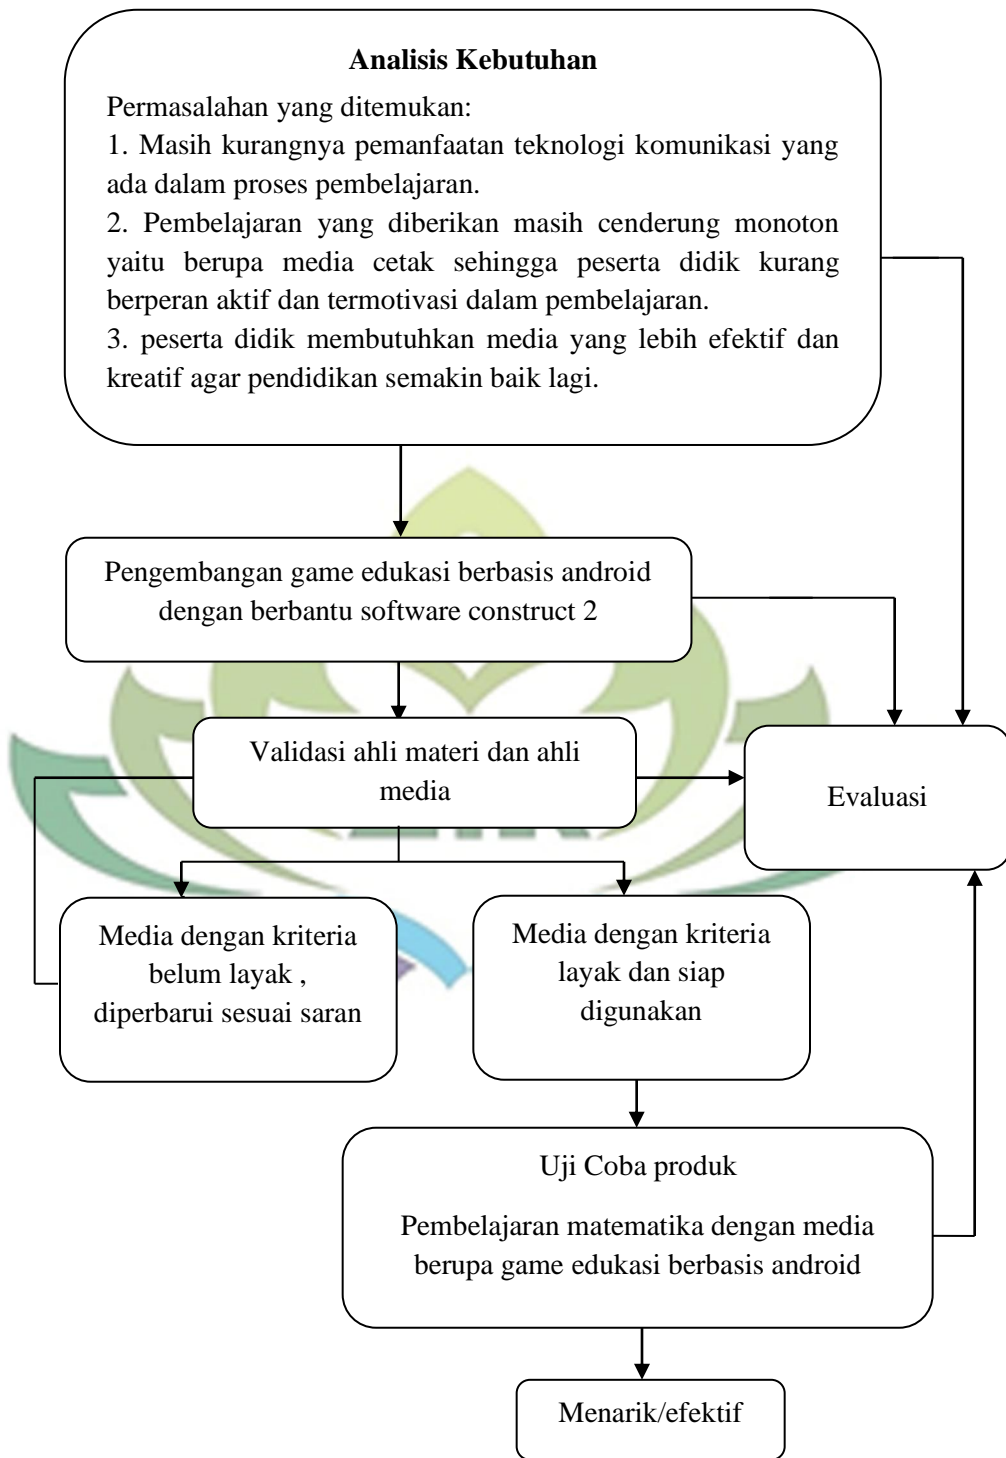 Analisis Kebutuhan
Permasalahan yang ditemukan:
1. Masih kurangnya pemanfaatan teknologi komunikasi yang
ada dalam proses pembelajaran.
2. Pembelajaran yang diberikan masih cenderung monoton
yaitu berupa media cetak sehingga peserta didik kurang
berperan aktif dan termotivasi dalam pembelajaran.
3. peserta didik membutuhkan media yang lebih efektif dan
kreatif agar pendidikan semakin baik lagi.
Pengembangan game edukasi berbasis android
dengan berbantu software construct 2
Validasi ahli materi dan ahli
media
Evaluasi
Media dengan kriteria
belum layak ,
diperbarui sesuai saran
Media dengan kriteria
layak dan siap
digunakan
Uji Coba produk
Pembelajaran matematika dengan media
berupa game edukasi berbasis android
Menarik/efektif